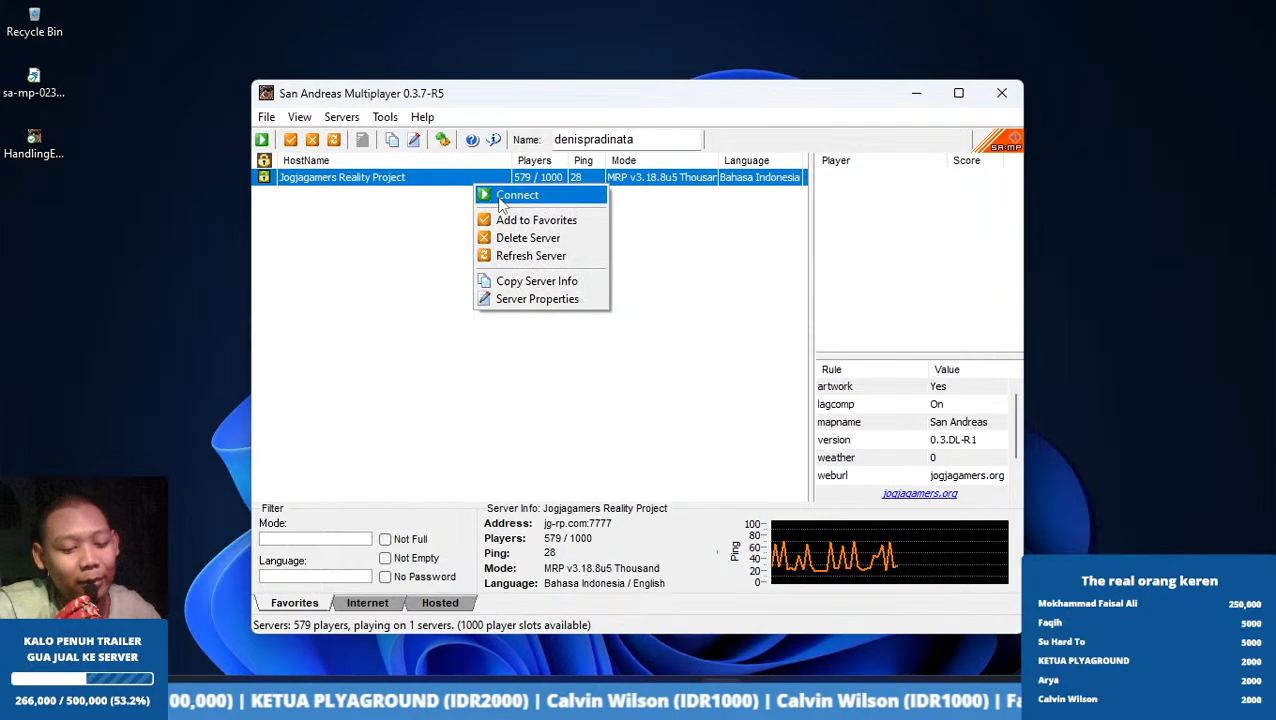 Recycle Bin
sa-mp-023...
HandlingE...
San Andreas Multiplayer 0.3.7-R5
File View Servers Tools Help
Name: denispradinata
sa:mp
HostName Players Ping Mode Language
Jogjagamers Reality Project 579 / 1000 28 MRP v3.18.8u5 Thousar Bahasa Indonesia
Connect
Add to Favorites
Delete Server
Refresh Server
Copy Server Info
Server Properties
Player Score
Rule Value
artwork Yes
lagcomp On
mapname San Andreas
version 0.3.DL-R1
weather 0
weburl jogjagamers.org
jogjagamers.org
Filter
Mode:
Language:
Not Full
Not Empty
No Password
Server Info: Jogjagamers Reality Project
Address: jg-rp.com:7777
Players: 579 / 1000
Ping: 28
Mode: MRP v3.18.8u5 Thousand
Language: Bahasa Indonesia / English
Ping
100
80
60
40
20
0
Favorites Internet Hosted
Servers: 579 players, playing on 1 servers. (1000 player slots available)
KALO PENUH TRAILER
GUA JUAL KE SERVER
266,000 / 500,000 (53.2%)
The real orang keren
Mokhammad Faisal Ali 250,000
Faqih 5000
Su Hard To 5000
KETUA PLYAGROUND 2000
Arya 2000
Calvin Wilson 2000
00,000) | KETUA PLYAGROUND (IDR2000) | Calvin Wilson (IDR1000) | Calvin Wilson (IDR1000) | Fa